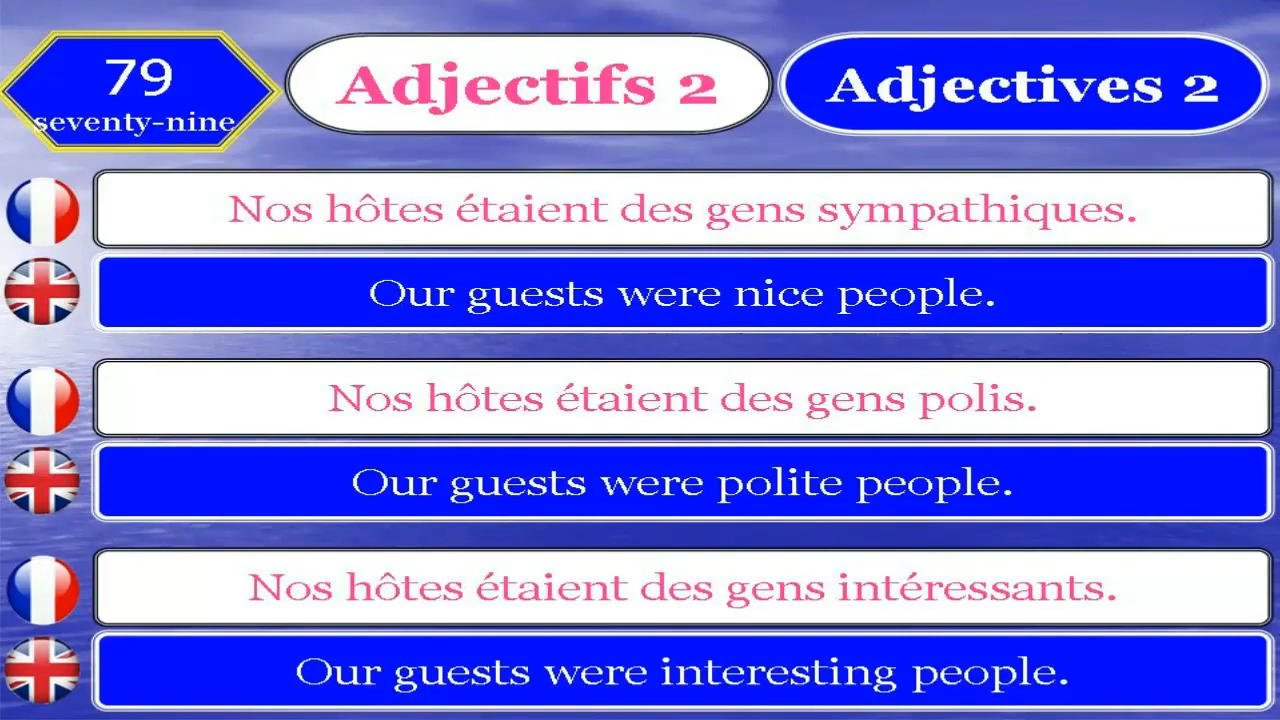 79
seventy-nine
Adjectifs 2
Adjectives 2
Nos hôtes étaient des gens sympathiques.
Our guests were nice people.
Nos hôtes étaient des gens polis.
Our guests were polite people.
Nos hôtes étaient des gens intéressants.
Our guests were interesting people.